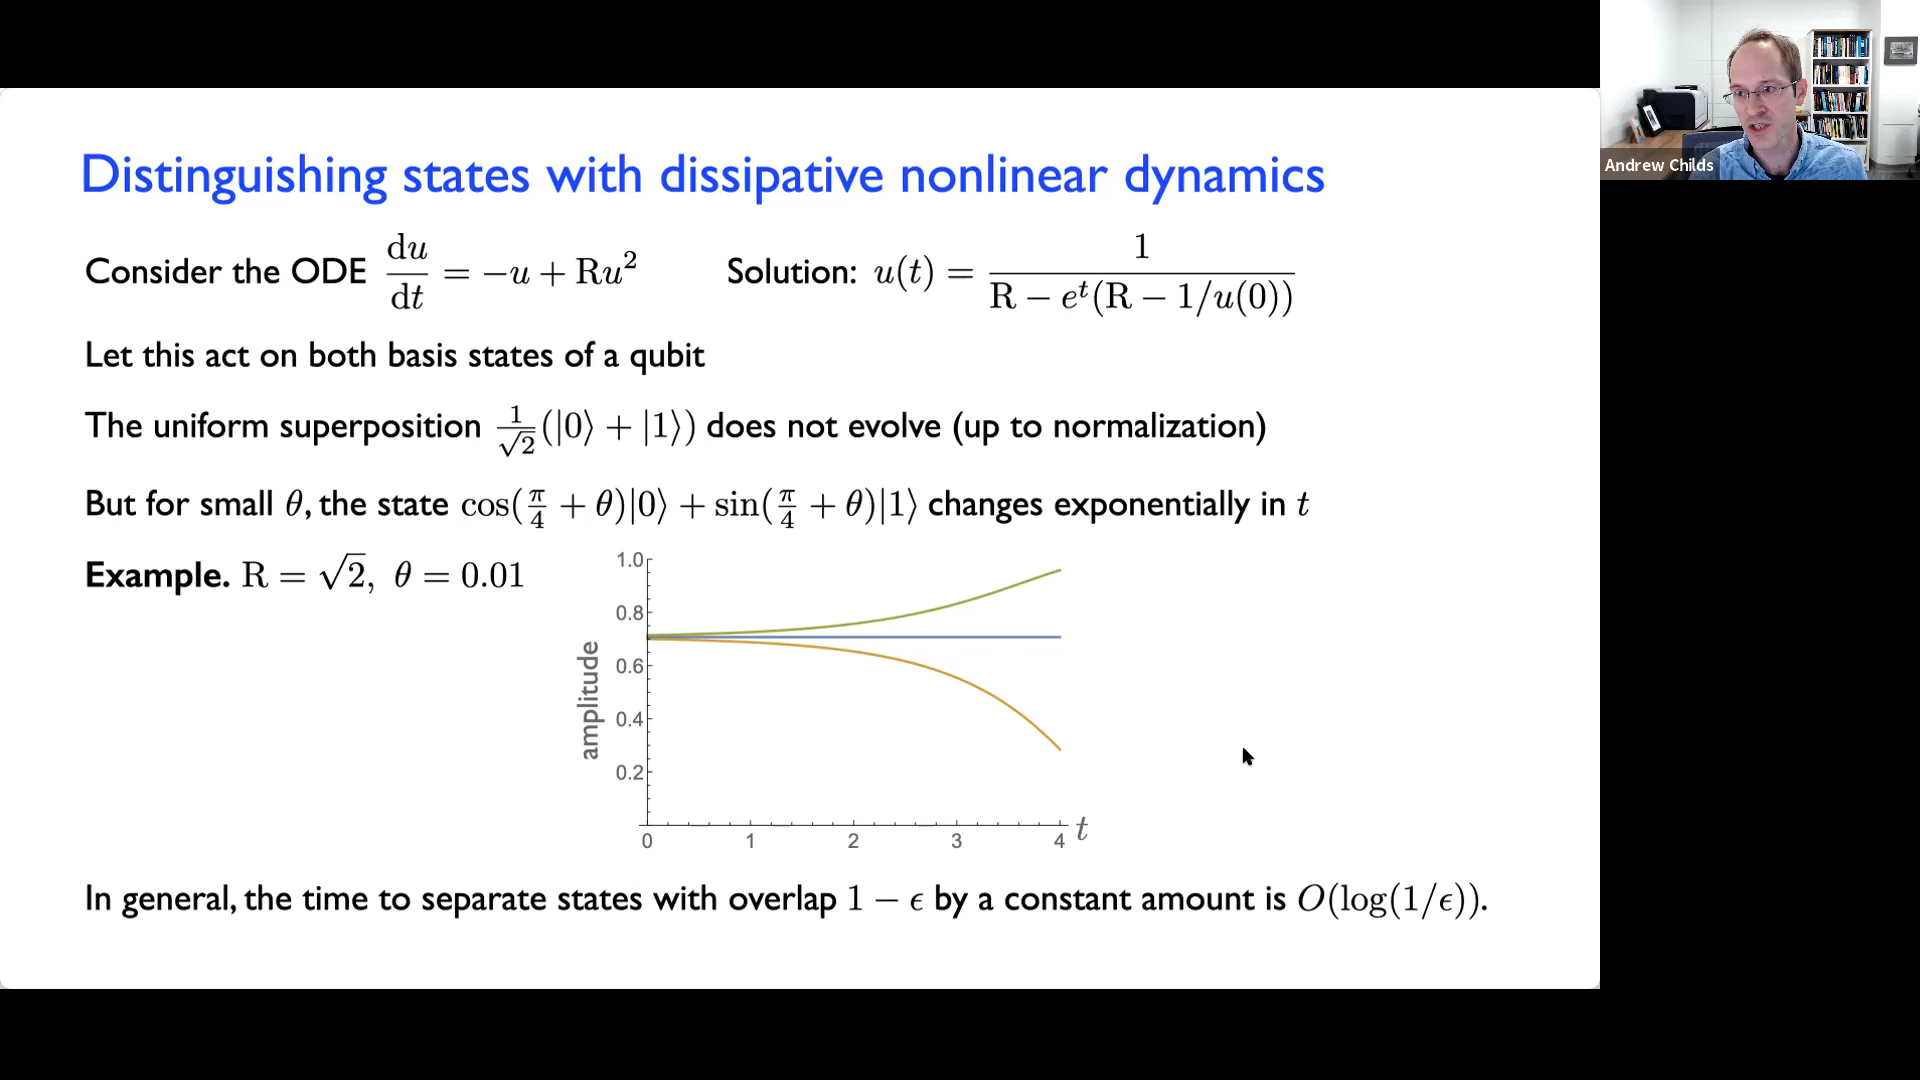 Andrew Childs
Distinguishing states with dissipative nonlinear dynamics
Consider the ODE du/dt = −u + Ru² Solution: u(t) = 1/(R − eᵗ(R − 1/u(0)))
Let this act on both basis states of a qubit
The uniform superposition 1/√2(|0⟩ + |1⟩) does not evolve (up to normalization)
But for small θ, the state cos(π/4 + θ)|0⟩ + sin(π/4 + θ)|1⟩ changes exponentially in t
Example. R = √2, θ = 0.01
1.0
0.8
0.6
0.4
0.2
amplitude
0 1 2 3 4 t
In general, the time to separate states with overlap 1 − ϵ by a constant amount is O(log(1/ϵ)).